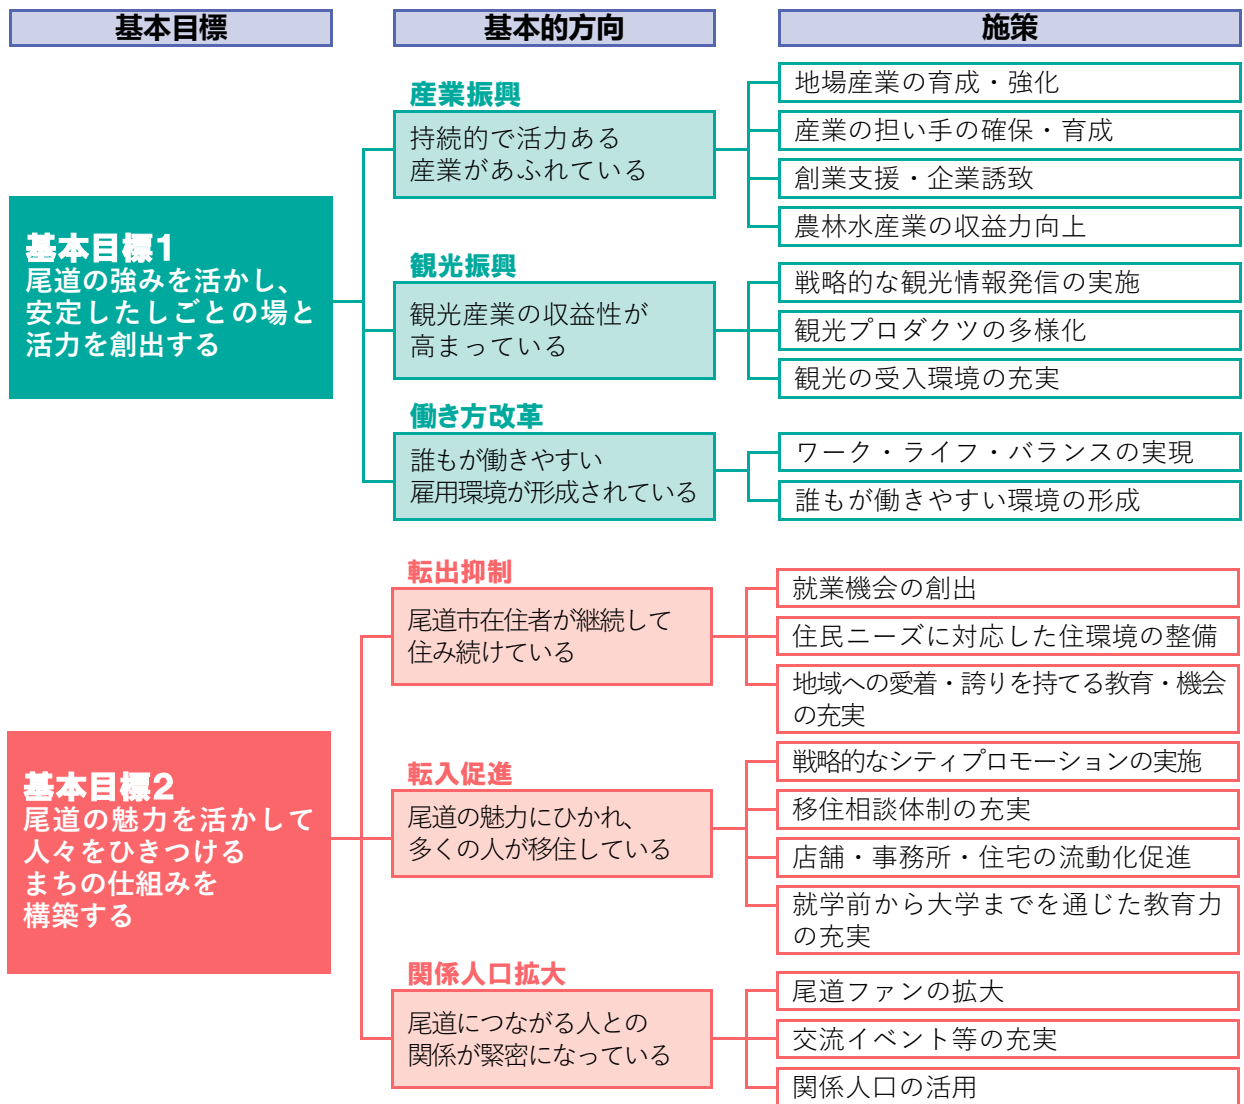 基本目標
基本的方向
施策
基本目標1
尾道の強みを活かし、
安定したしごとの場と
活力を創出する
産業振興
持続的で活力ある
産業があふれている
地場産業の育成・強化
産業の担い手の確保・育成
創業支援・企業誘致
農林水産業の収益力向上
観光振興
観光産業の収益性が
高まっている
戦略的な観光情報発信の実施
観光プロダクツの多様化
観光の受入環境の充実
働き方改革
誰もが働きやすい
雇用環境が形成されている
ワーク・ライフ・バランスの実現
誰もが働きやすい環境の形成
基本目標2
尾道の魅力を活かして
人々をひきつける
まちの仕組みを
構築する
転出抑制
尾道市在住者が継続して
住み続けている
就業機会の創出
住民ニーズに対応した住環境の整備
地域への愛着・誇りを持てる教育・機会
の充実
転入促進
尾道の魅力にひかれ、
多くの人が移住している
戦略的なシティプロモーションの実施
移住相談体制の充実
店舗・事務所・住宅の流動化促進
就学前から大学までを通じた教育力
の充実
関係人口拡大
尾道につながる人との
関係が緊密になっている
尾道ファンの拡大
交流イベント等の充実
関係人口の活用